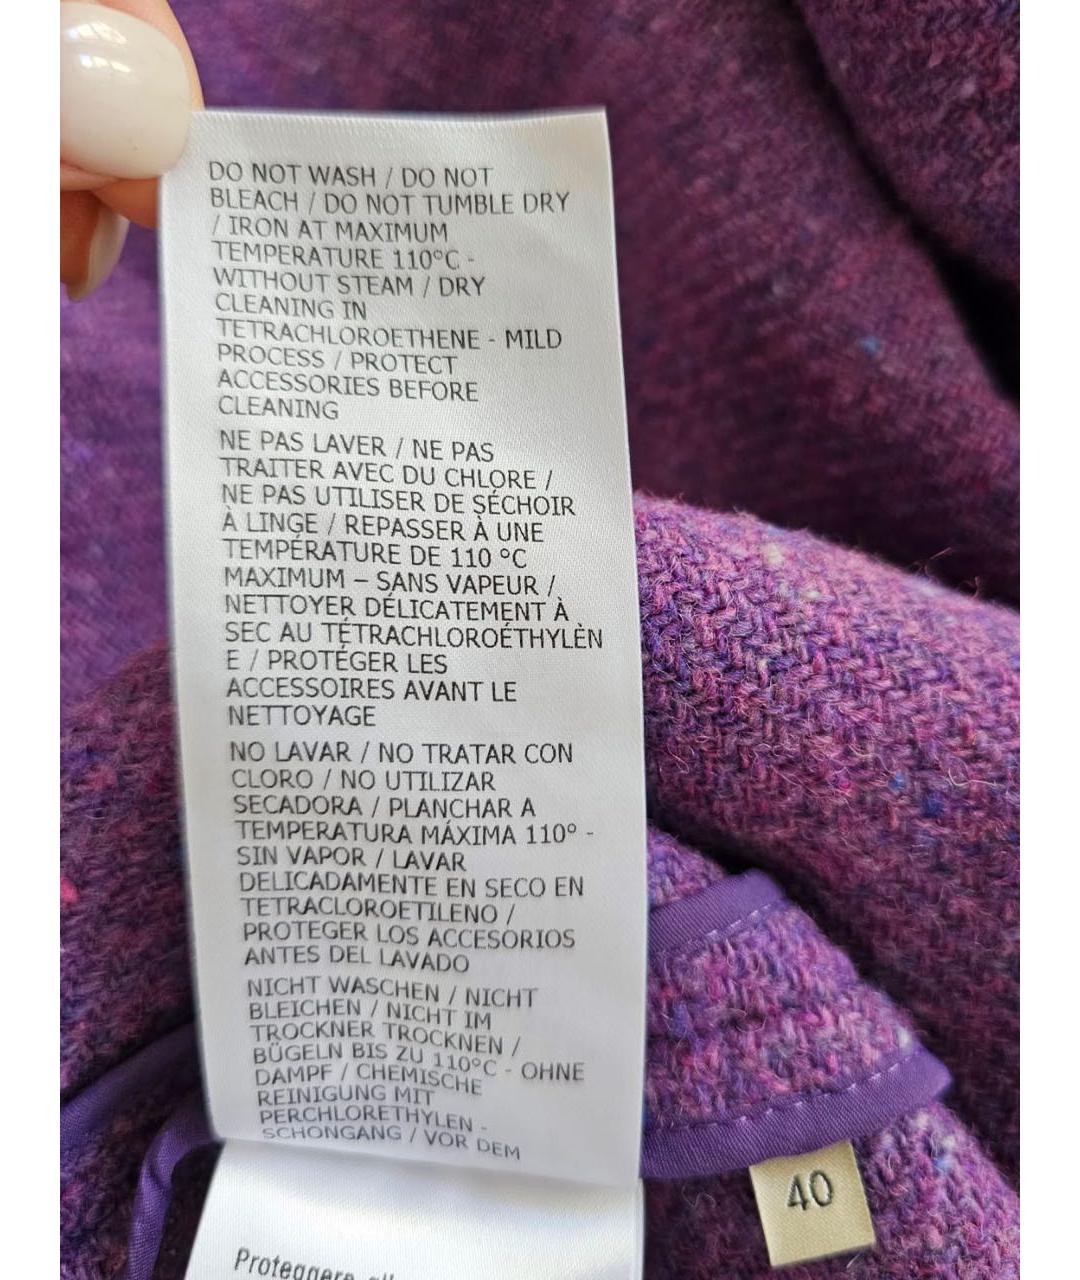 DO NOT WASH / DO NOT
BLEACH / DO NOT TUMBLE DRY
/ IRON AT MAXIMUM
TEMPERATURE 110°C -
WITHOUT STEAM / DRY
CLEANING IN
TETRACHLOROETHENE - MILD
PROCESS / PROTECT
ACCESSORIES BEFORE
CLEANING
NE PAS LAVER / NE PAS
TRAITER AVEC DU CHLORE /
NE PAS UTILISER DE SÉCHOIR
À LINGE / REPASSER À UNE
TEMPÉRATURE DE 110 °C
MAXIMUM – SANS VAPEUR /
NETTOYER DÉLICATEMENT À
SEC AU TÉTRACHLOROÉTHYLÈN
E / PROTÉGER LES
ACCESSOIRES AVANT LE
NETTOYAGE
NO LAVAR / NO TRATAR CON
CLORO / NO UTILIZAR
SECADORA / PLANCHAR A
TEMPERATURA MÁXIMA 110° -
SIN VAPOR / LAVAR
DELICADAMENTE EN SECO EN
TETRACLOROETILENO /
PROTEGER LOS ACCESORIOS
ANTES DEL LAVADO
NICHT WASCHEN / NICHT
BLEICHEN / NICHT IM
TROCKNER TROCKNEN /
BÜGELN BIS ZU 110°C - OHNE
DAMPF / CHEMISCHE
REINIGUNG MIT
PERCHLORETHYLEN -
SCHONGANG / VOR DEM
Proteggere
40